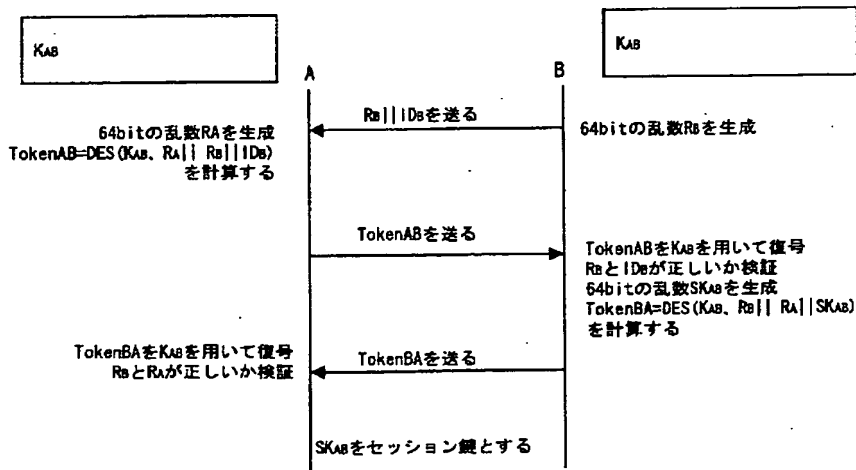 KAB
KAB
A
B
RB||IDBを送る
64bitの乱数RAを生成
TokenAB=DES(KAB、RA||RB||IDB)
を計算する
64bitの乱数RBを生成
TokenABを送る
TokenABをKABを用いて復号
RBとIDBが正しいか検証
64bitの乱数SKABを生成
TokenBA=DES(KAB、RB||RA||SKAB)
を計算する
TokenBAをKABを用いて復号
RBとRAが正しいか検証
TokenBAを送る
SKABをセッション鍵とする